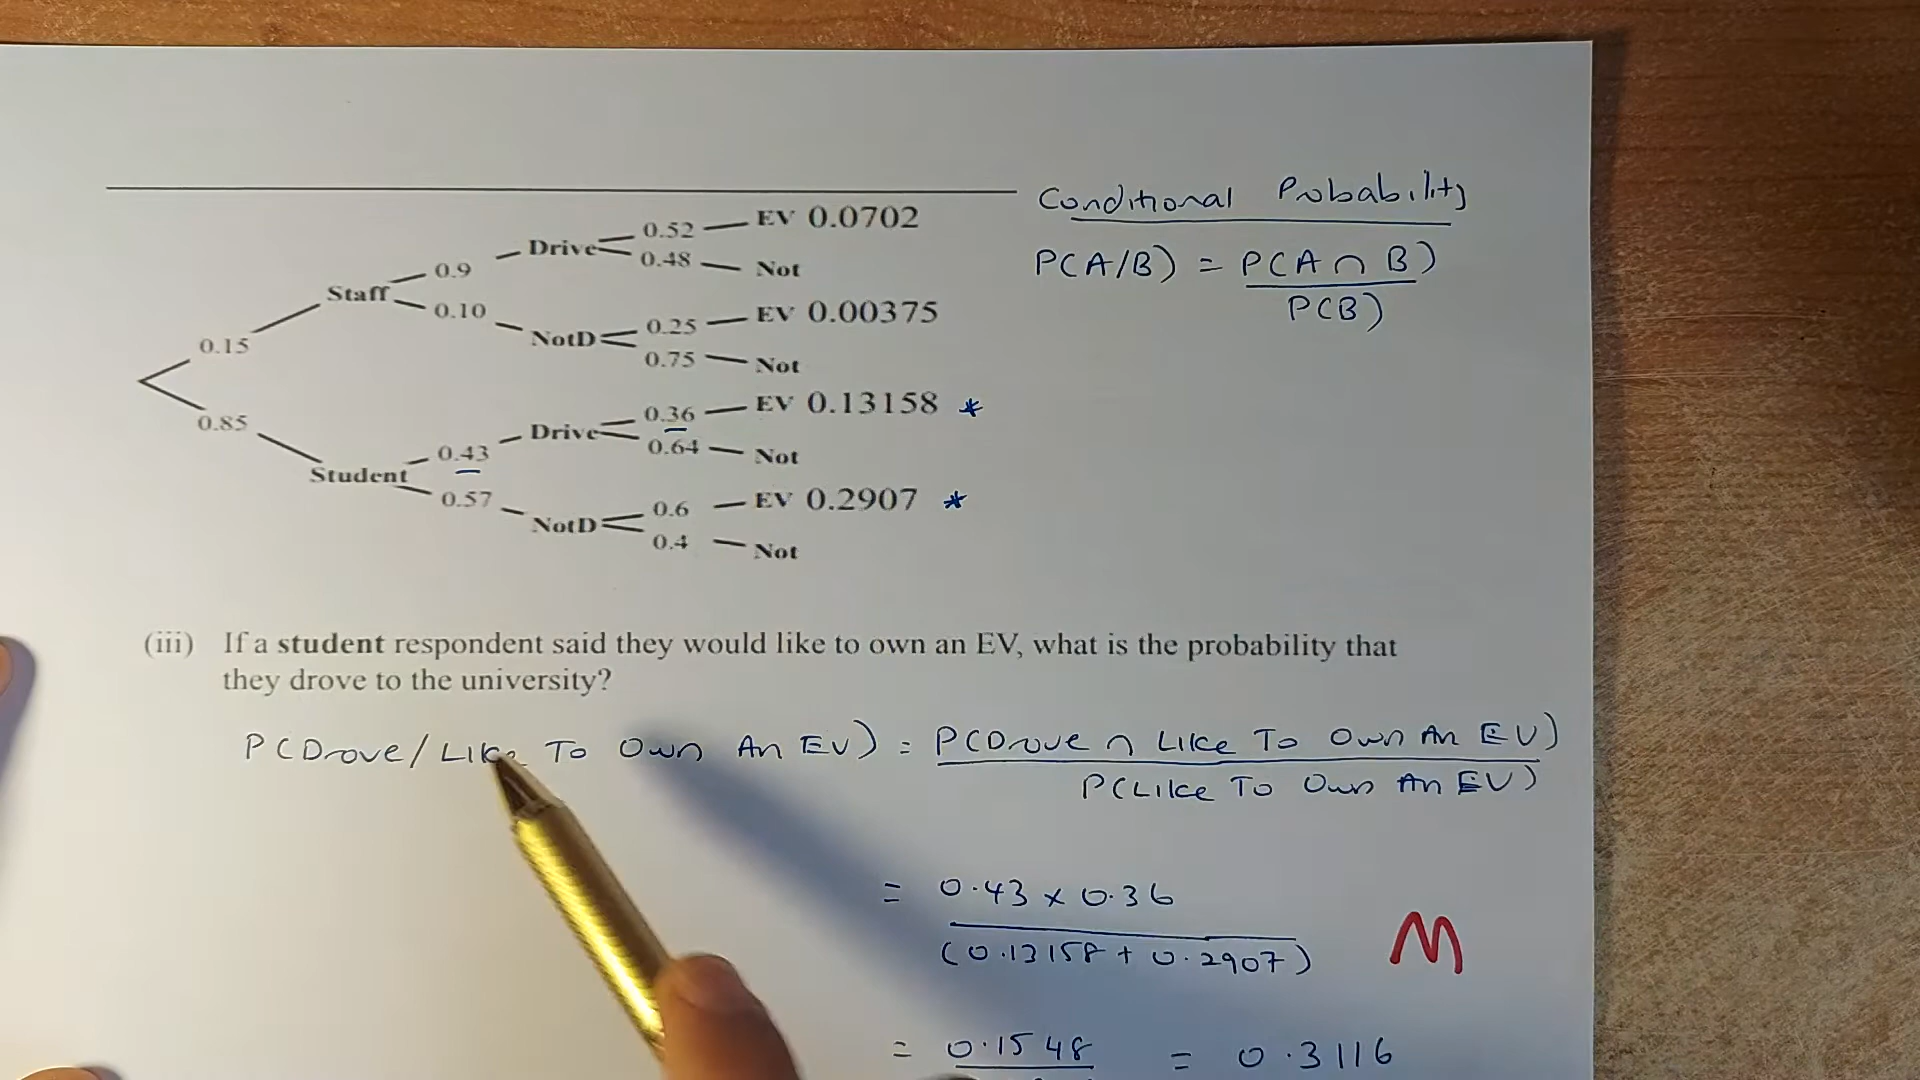 Conditional Probability
P(A/B) = P(A ∩ B)
P(B)
0.52 EV 0.0702
Drive
0.9 0.48 Not
Staff
0.10 0.25 EV 0.00375
NotD
0.15 0.75 Not
0.85 0.36 EV 0.13158 *
Drive
0.43 0.64 Not
Student
0.57 0.6 EV 0.2907 *
NotD
0.4 Not
(iii) If a student respondent said they would like to own an EV, what is the probability that
they drove to the university?
P(Drove/Like To Own An EV) = P(Drove ∩ Like To Own An EV)
P(Like To Own An EV)
= 0.43 x 0.36
(0.13158 + 0.2907)
M
= 0.1548 = 0.3116